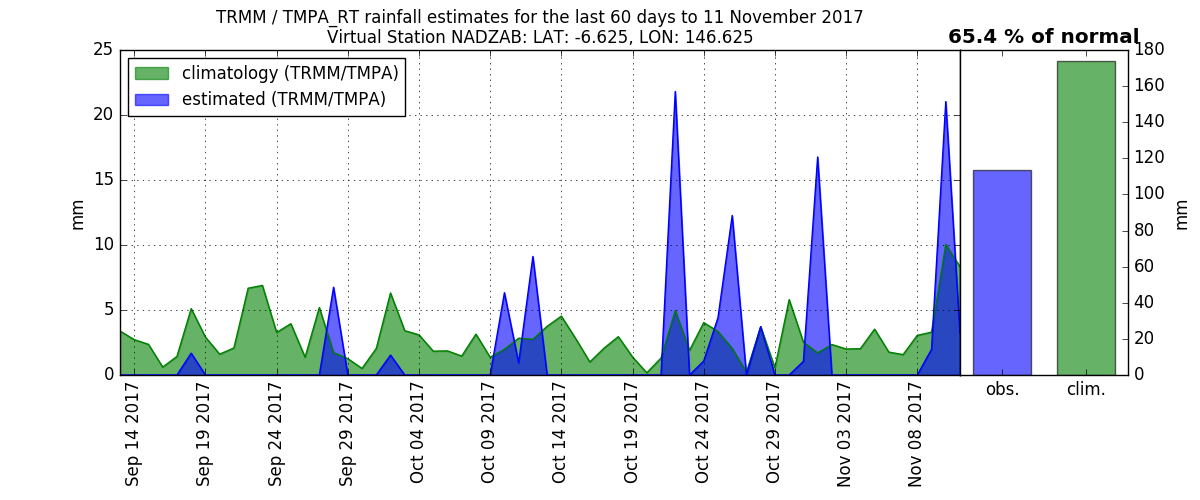 TRMM / TMPA_RT rainfall estimates for the last 60 days to 11 November 2017
Virtual Station NADZAB: LAT: -6.625, LON: 146.625
65.4 % of normal
climatology (TRMM/TMPA)
estimated (TRMM/TMPA)
mm
25
20
15
10
5
0
Sep 14 2017
Sep 19 2017
Sep 24 2017
Sep 29 2017
Oct 04 2017
Oct 09 2017
Oct 14 2017
Oct 19 2017
Oct 24 2017
Oct 29 2017
Nov 03 2017
Nov 08 2017
obs.
clim.
180
160
140
120
100
80
60
40
20
0
mm